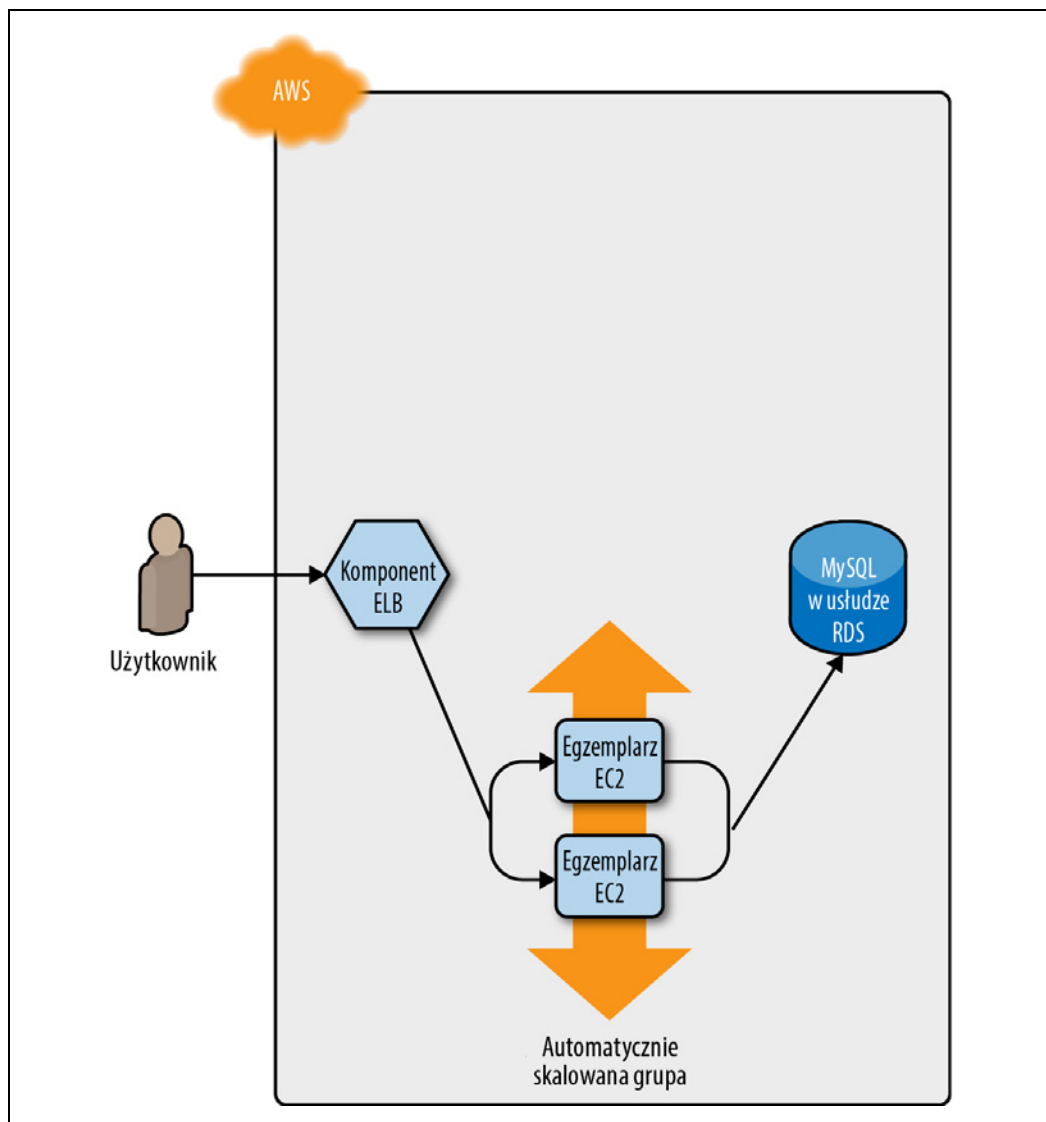 AWS
Użytkownik
Komponent
ELB
MySQL
w usłudze
RDS
Egzemplarz
EC2
Egzemplarz
EC2
Automatycznie
skalowana grupa